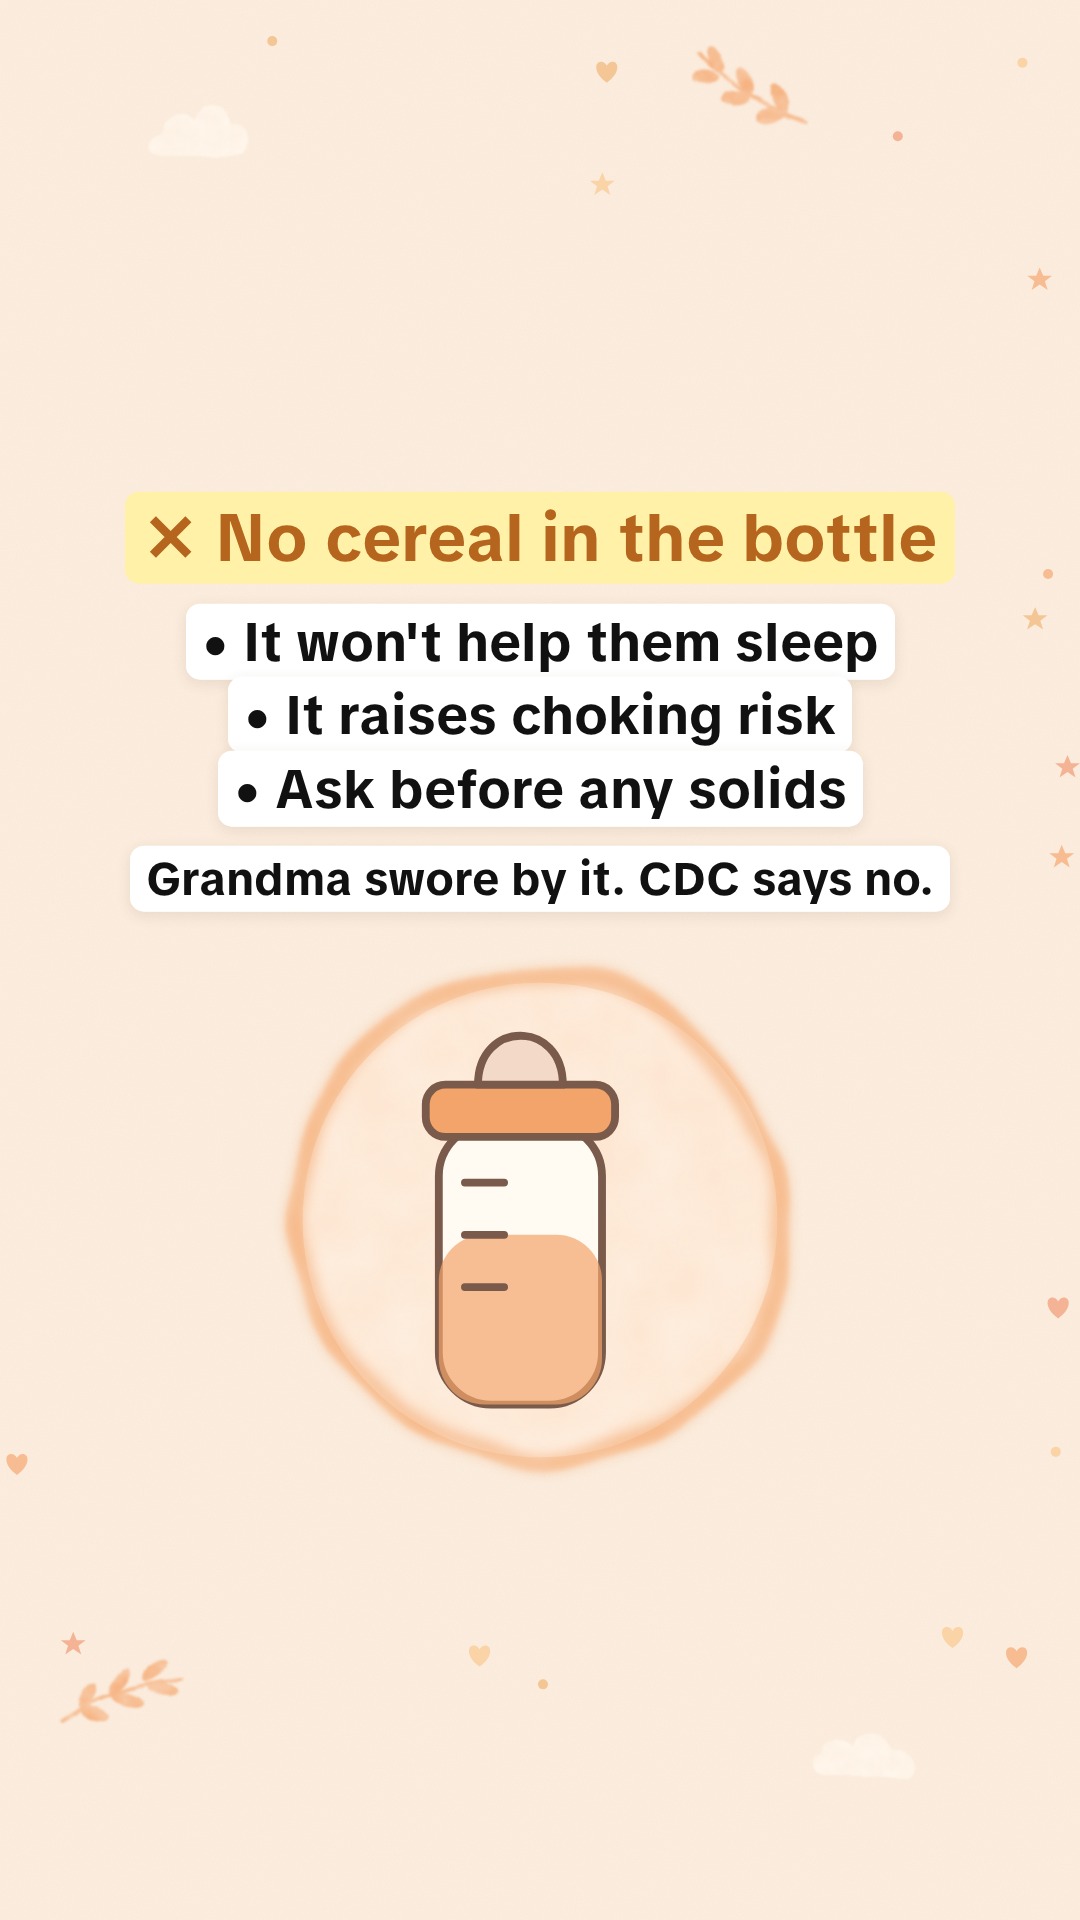 ✕ No cereal in the bottle
• It won't help them sleep
• It raises choking risk
• Ask before any solids
Grandma swore by it. CDC says no.